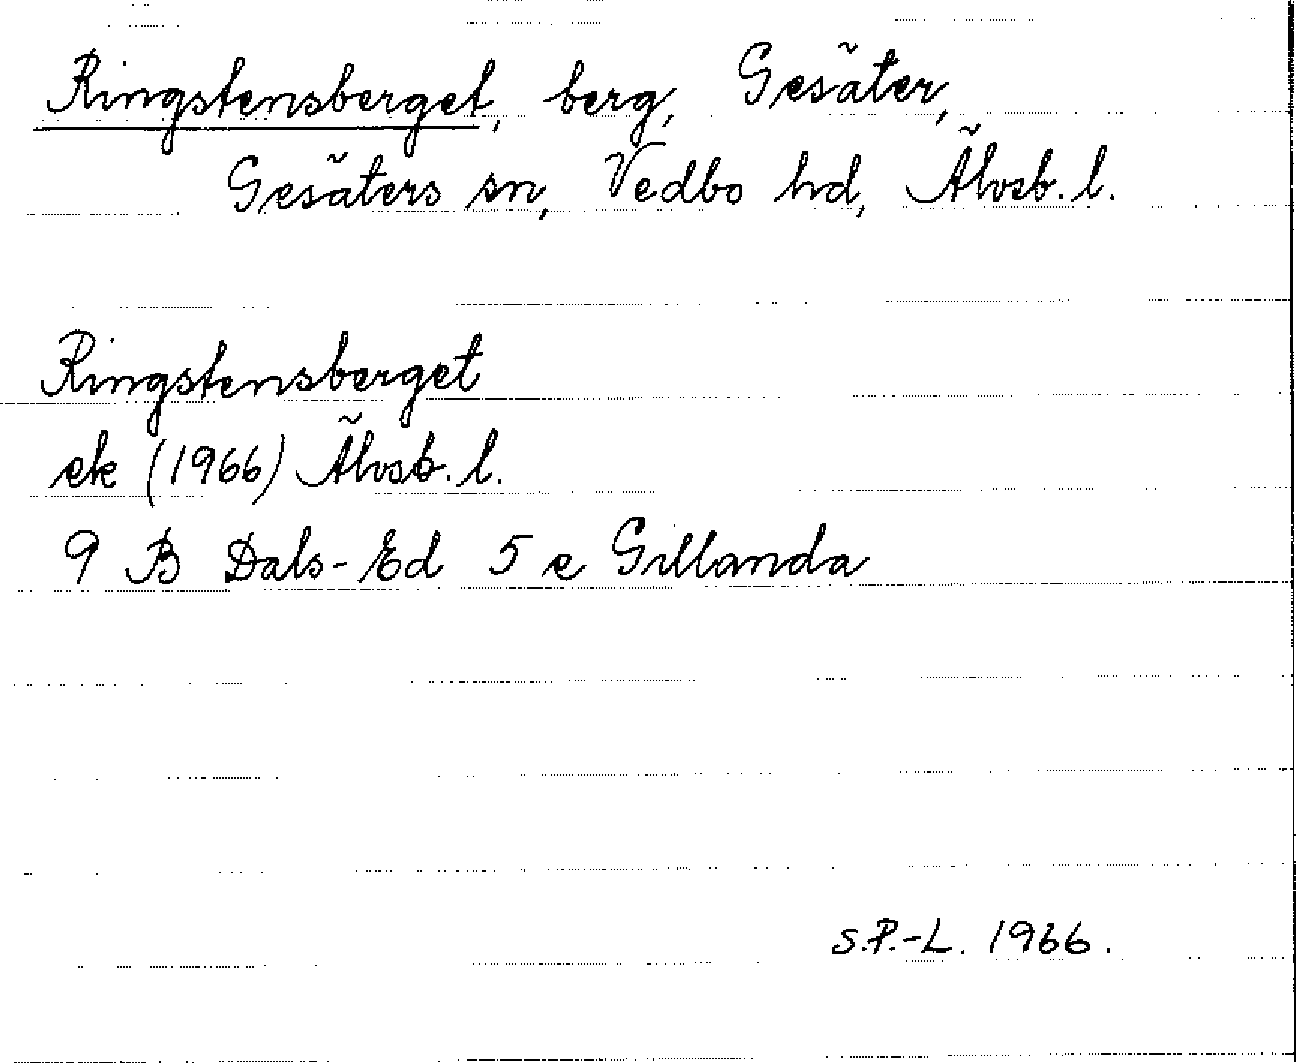 Ringstensberget, berg, Gesäter,
Gesäters sn, Vedbo hd, Älvsb. l.
Ringstensberget
ek (1966) Älvsb. l.
9 B Dals-Ed 5 e Gillanda
S.P.-L. 1966.